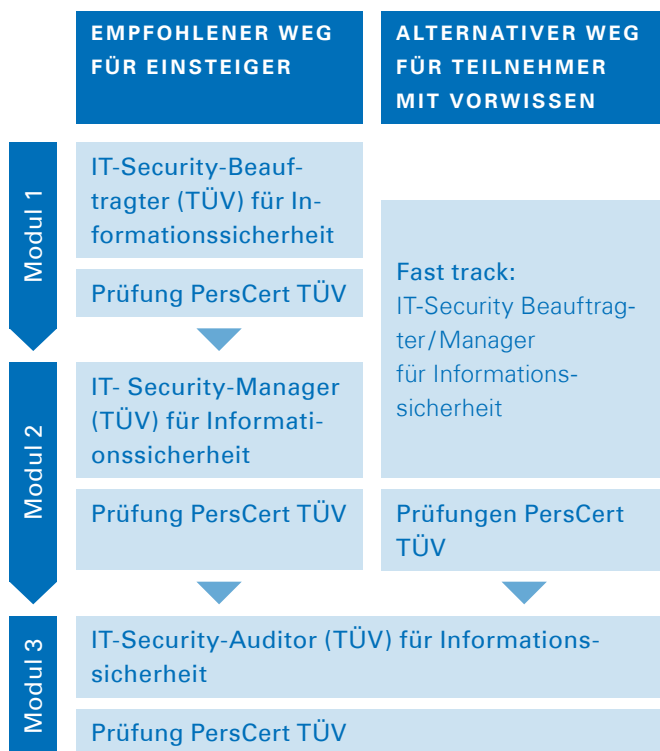 EMPFOHLENER WEG
FÜR EINSTEIGER
ALTERNATIVER WEG
FÜR TEILNEHMER
MIT VORWISSEN
Modul 1
IT-Security-Beauf-
tragter (TÜV) für In-
formationssicherheit
Prüfung PersCert TÜV
Fast track:
IT-Security Beauftrag-
ter/Manager
für Informations-
sicherheit
Modul 2
IT- Security-Manager
(TÜV) für Informati-
onssicherheit
Prüfung PersCert TÜV
Prüfungen PersCert
TÜV
Modul 3
IT-Security-Auditor (TÜV) für Informations-
sicherheit
Prüfung PersCert TÜV